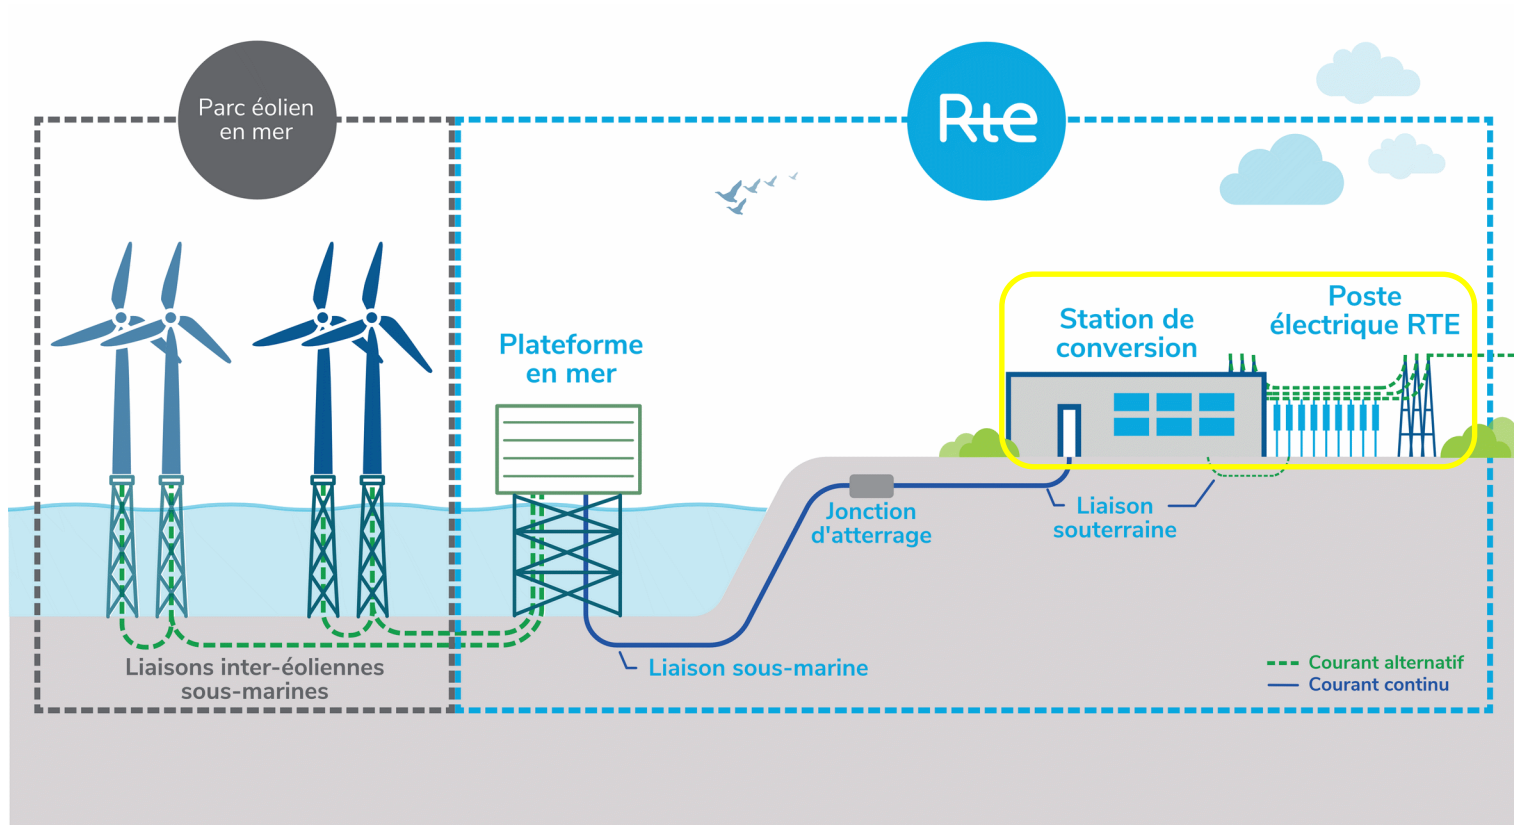 Parc éolien
en mer
Rte
Plateforme
en mer
Station de
conversion
Poste
électrique RTE
Jonction
d'atterrage
Liaison
souterraine
Liaisons inter-éoliennes
sous-marines
Liaison sous-marine
Courant alternatif
Courant continu